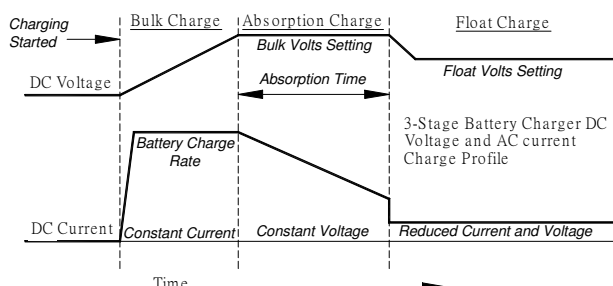 Charging
Started
Bulk Charge
Absorption Charge
Float Charge
Bulk Volts Setting
DC Voltage
Absorption Time
Float Volts Setting
3-Stage Battery Charger DC
Voltage and AC current
Charge Profile
Battery Charge
Rate
DC Current
Constant Current
Constant Voltage
Reduced Current and Voltage
Time